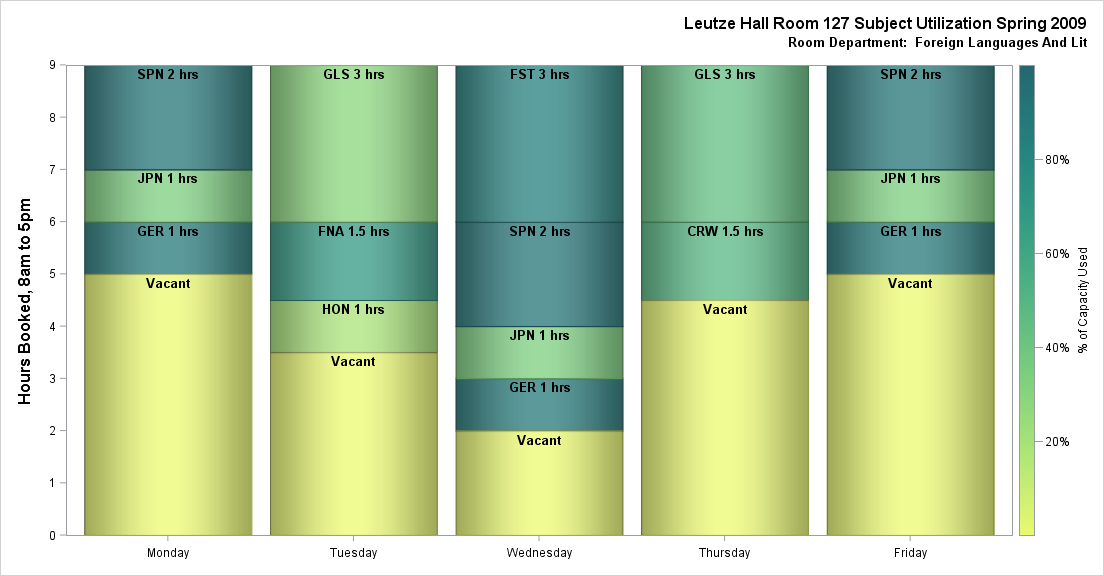 Leutze Hall Room 127 Subject Utilization Spring 2009
Room Department: Foreign Languages And Lit
Hours Booked, 8am to 5pm
9
8
7
6
5
4
3
2
1
0
SPN 2 hrs
JPN 1 hrs
GER 1 hrs
Vacant
GLS 3 hrs
FNA 1.5 hrs
HON 1 hrs
Vacant
FST 3 hrs
SPN 2 hrs
JPN 1 hrs
GER 1 hrs
Vacant
GLS 3 hrs
CRW 1.5 hrs
Vacant
SPN 2 hrs
JPN 1 hrs
GER 1 hrs
Vacant
Monday
Tuesday
Wednesday
Thursday
Friday
80%
60%
40%
20%
% of Capacity Used